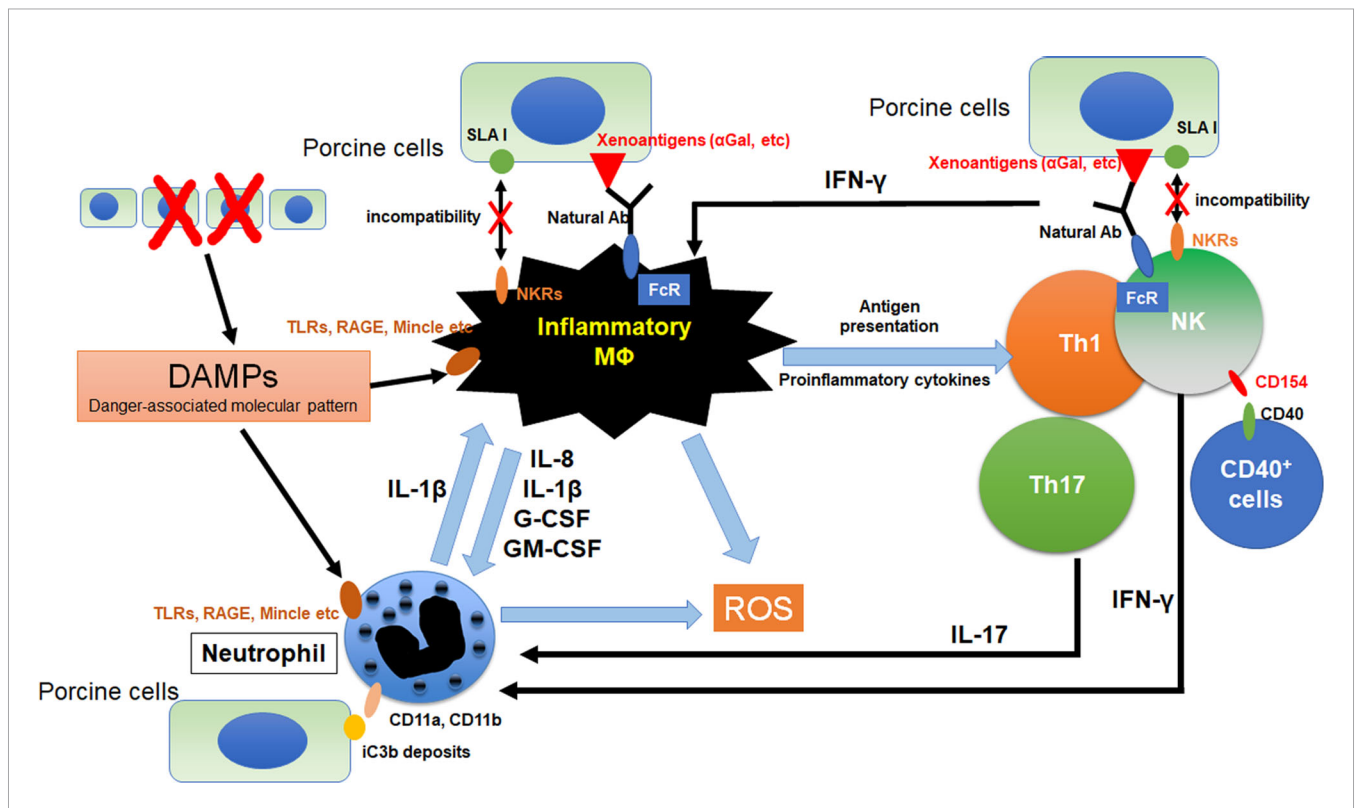 Porcine cells
SLA I
Xenoantigens (αGal, etc)
incompatibility
Natural Ab
NKRs
FcR
TLRs, RAGE, Mincle etc
Inflammatory
MΦ
DAMPs
Danger-associated molecular pattern
IFN-γ
Porcine cells
SLA I
Xenoantigens (αGal, etc)
incompatibility
Natural Ab
NKRs
FcR
NK
Th1
Antigen
presentation
Proinflammatory cytokines
CD154
CD40
CD40⁺
cells
Th17
IL-1β
IL-8
IL-1β
G-CSF
GM-CSF
ROS
IFN-γ
IL-17
TLRs, RAGE, Mincle etc
Neutrophil
Porcine cells
CD11a, CD11b
iC3b deposits